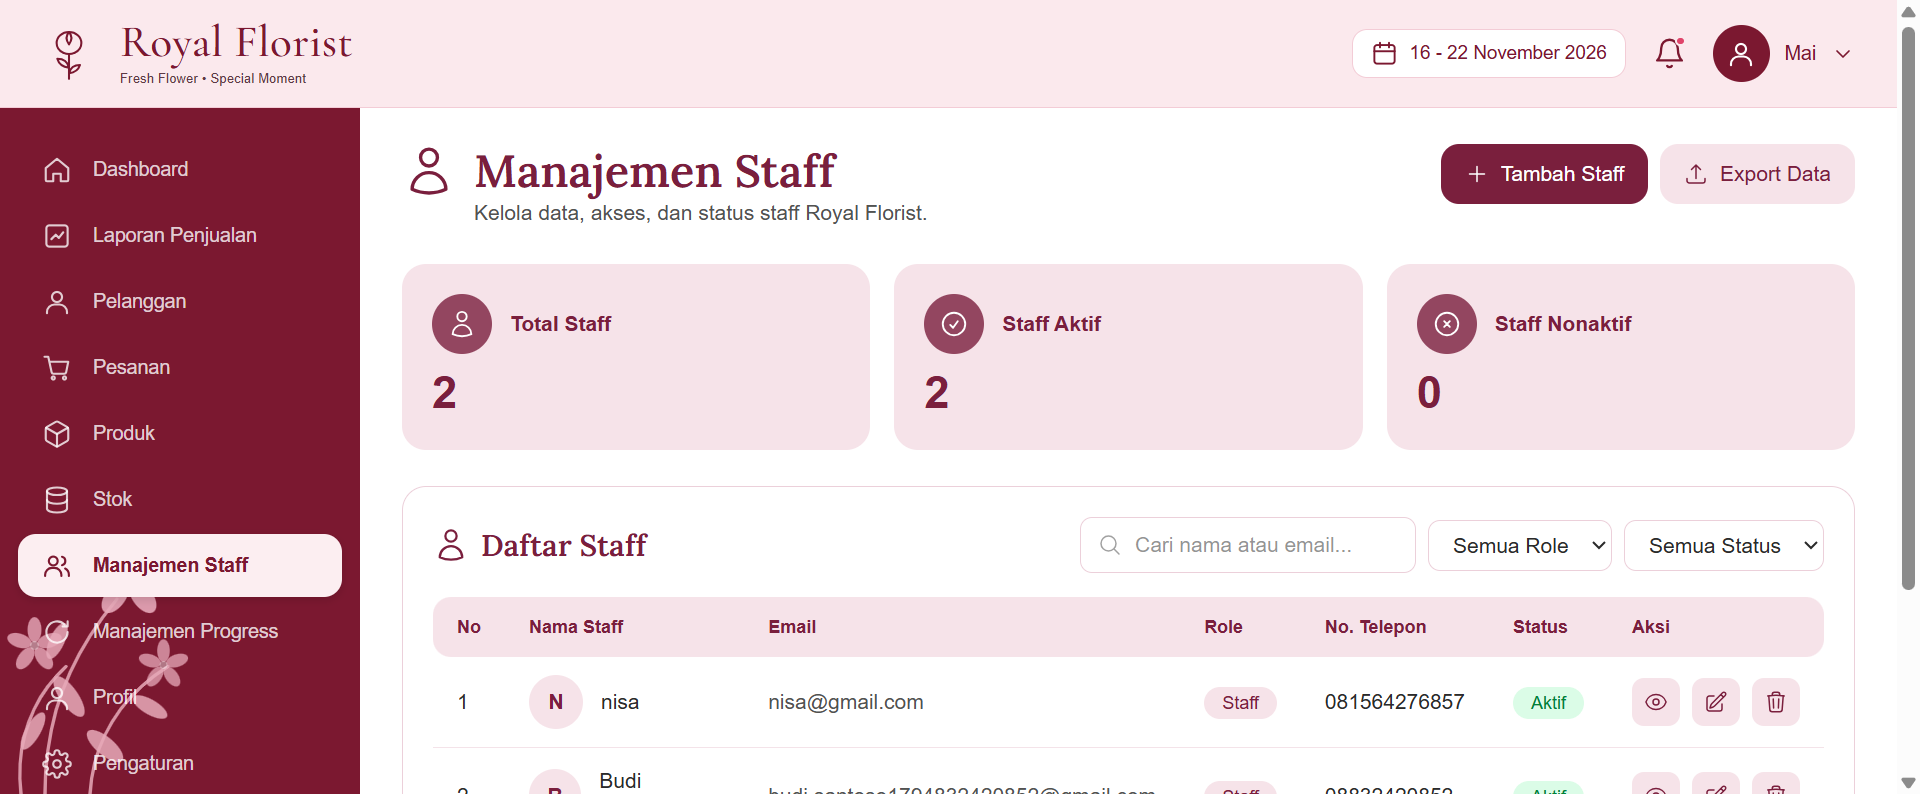 Royal Florist
Fresh Flower • Special Moment
16 - 22 November 2026
Mai
Dashboard
Laporan Penjualan
Pelanggan
Pesanan
Produk
Stok
Manajemen Staff
Manajemen Progress
Profil
Pengaturan
Manajemen Staff
Kelola data, akses, dan status staff Royal Florist.
+ Tambah Staff
Export Data
Total Staff
2
Staff Aktif
2
Staff Nonaktif
0
Daftar Staff
Cari nama atau email...
Semua Role
Semua Status
No Nama Staff Email Role No. Telepon Status Aksi
1 N nisa nisa@gmail.com Staff 081564276857 Aktif
2 B Budi Staff Aktif